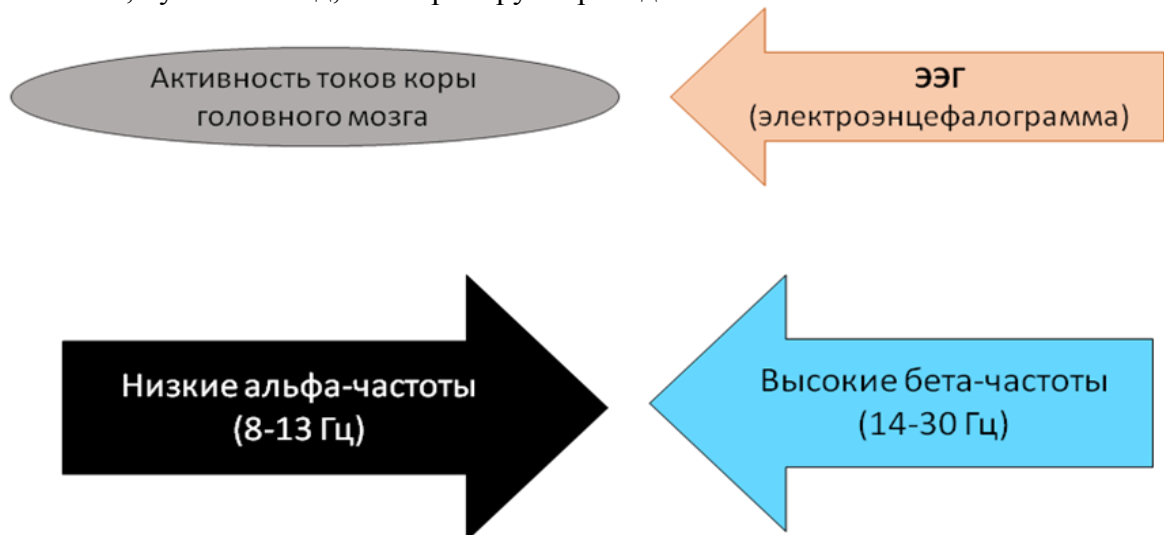 Активность токов коры
головного мозга
ЭЭГ
(электроэнцефалограмма)
Низкие альфа-частоты
(8-13 Гц)
Высокие бета-частоты
(14-30 Гц)